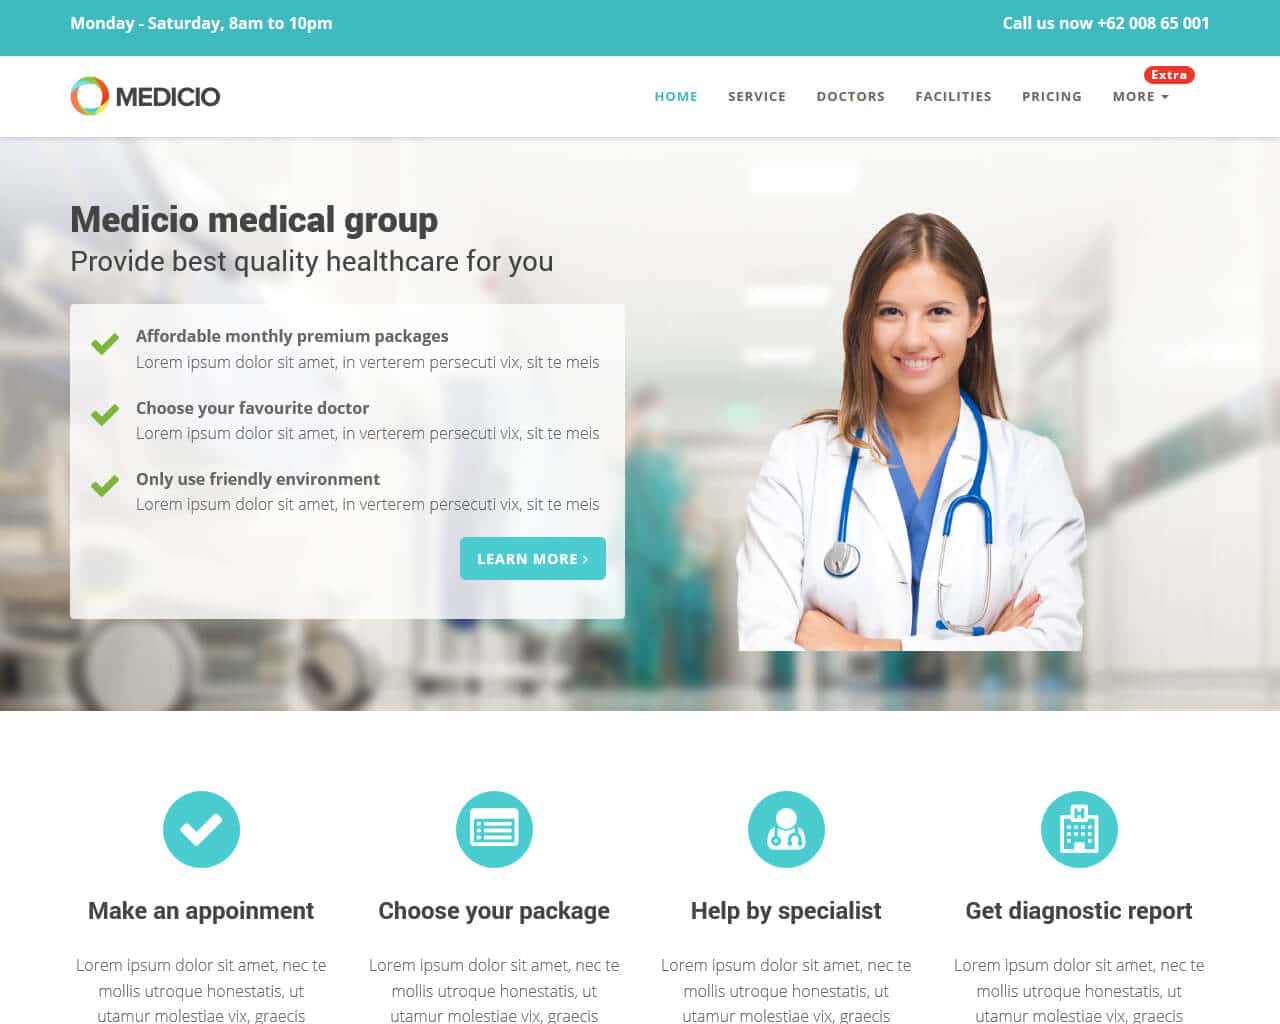 Monday - Saturday, 8am to 10pm
Call us now +62 008 65 001
MEDICIO
HOME
SERVICE
DOCTORS
FACILITIES
PRICING
MORE
Extra
Medicio medical group
Provide best quality healthcare for you
Affordable monthly premium packages
Lorem ipsum dolor sit amet, in verterem persecuti vix, sit te meis
Choose your favourite doctor
Lorem ipsum dolor sit amet, in verterem persecuti vix, sit te meis
Only use friendly environment
Lorem ipsum dolor sit amet, in verterem persecuti vix, sit te meis
LEARN MORE ›
H
Make an appoinment
Lorem ipsum dolor sit amet, nec te
mollis utroque honestatis, ut
utamur molestiae vix, graecis
Choose your package
Lorem ipsum dolor sit amet, nec te
mollis utroque honestatis, ut
utamur molestiae vix, graecis
Help by specialist
Lorem ipsum dolor sit amet, nec te
mollis utroque honestatis, ut
utamur molestiae vix, graecis
Get diagnostic report
Lorem ipsum dolor sit amet, nec te
mollis utroque honestatis, ut
utamur molestiae vix, graecis